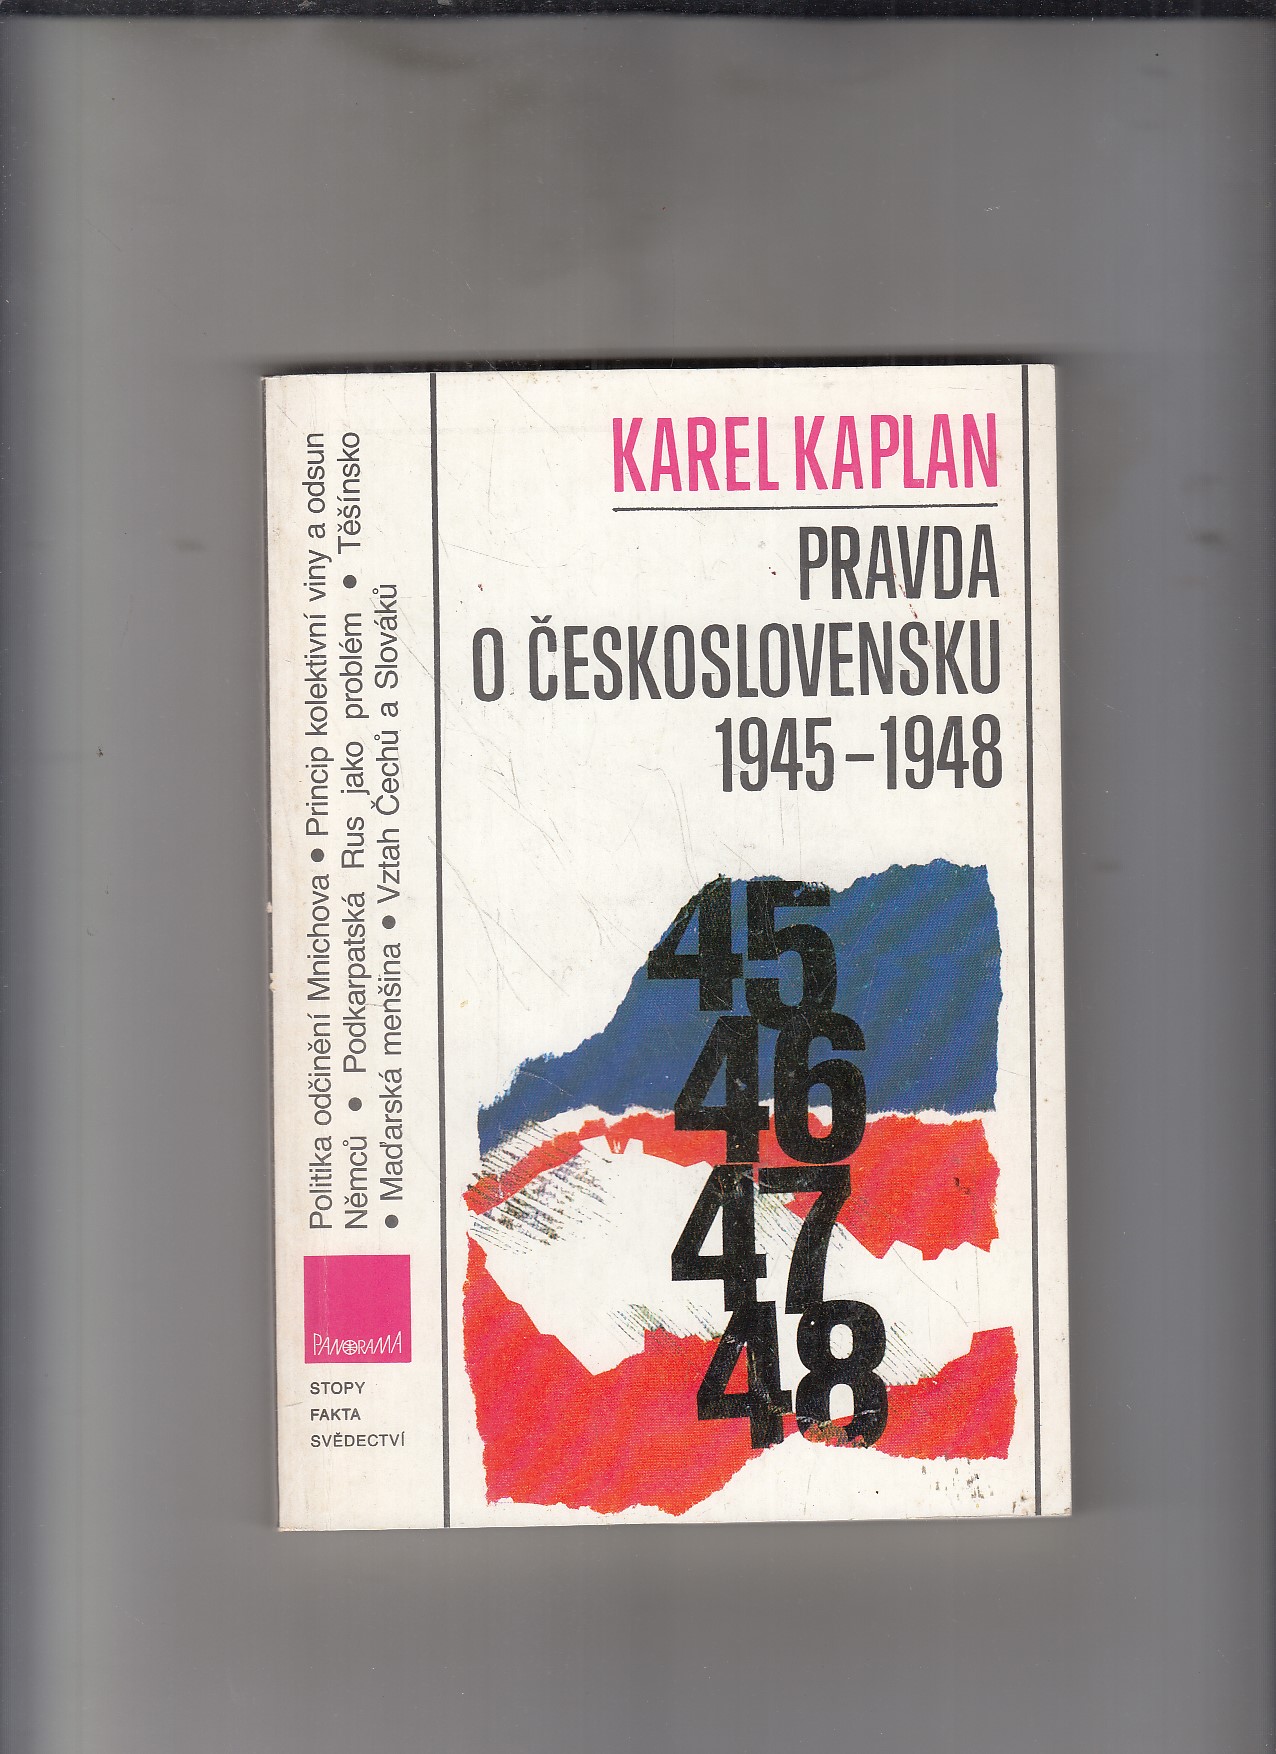 KAREL KAPLAN
PRAVDA
O ČESKOSLOVENSKU
1945–1948
45
46
47
48
Politika odčinění Mnichova • Princip kolektivní viny a odsun
Němců • Podkarpatská Rus jako problém • Těšínsko
• Maďarská menšina • Vztah Čechů a Slováků
PANORAMA
STOPY
FAKTA
SVĚDECTVÍ